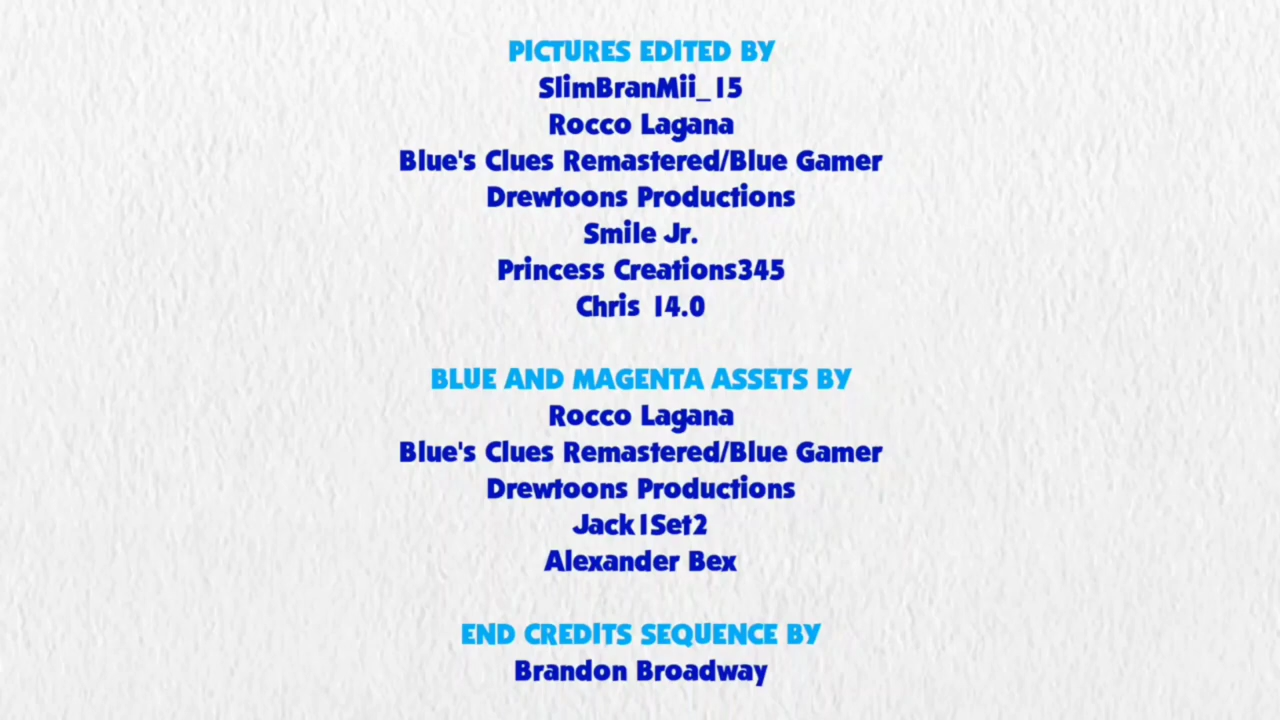 PICTURES EDITED BY
SlimBranMii_15
Rocco Lagana
Blue's Clues Remastered/Blue Gamer
Drewtoons Productions
Smile Jr.
Princess Creations345
Chris 14.0
BLUE AND MAGENTA ASSETS BY
Rocco Lagana
Blue's Clues Remastered/Blue Gamer
Drewtoons Productions
Jack1Set2
Alexander Bex
END CREDITS SEQUENCE BY
Brandon Broadway